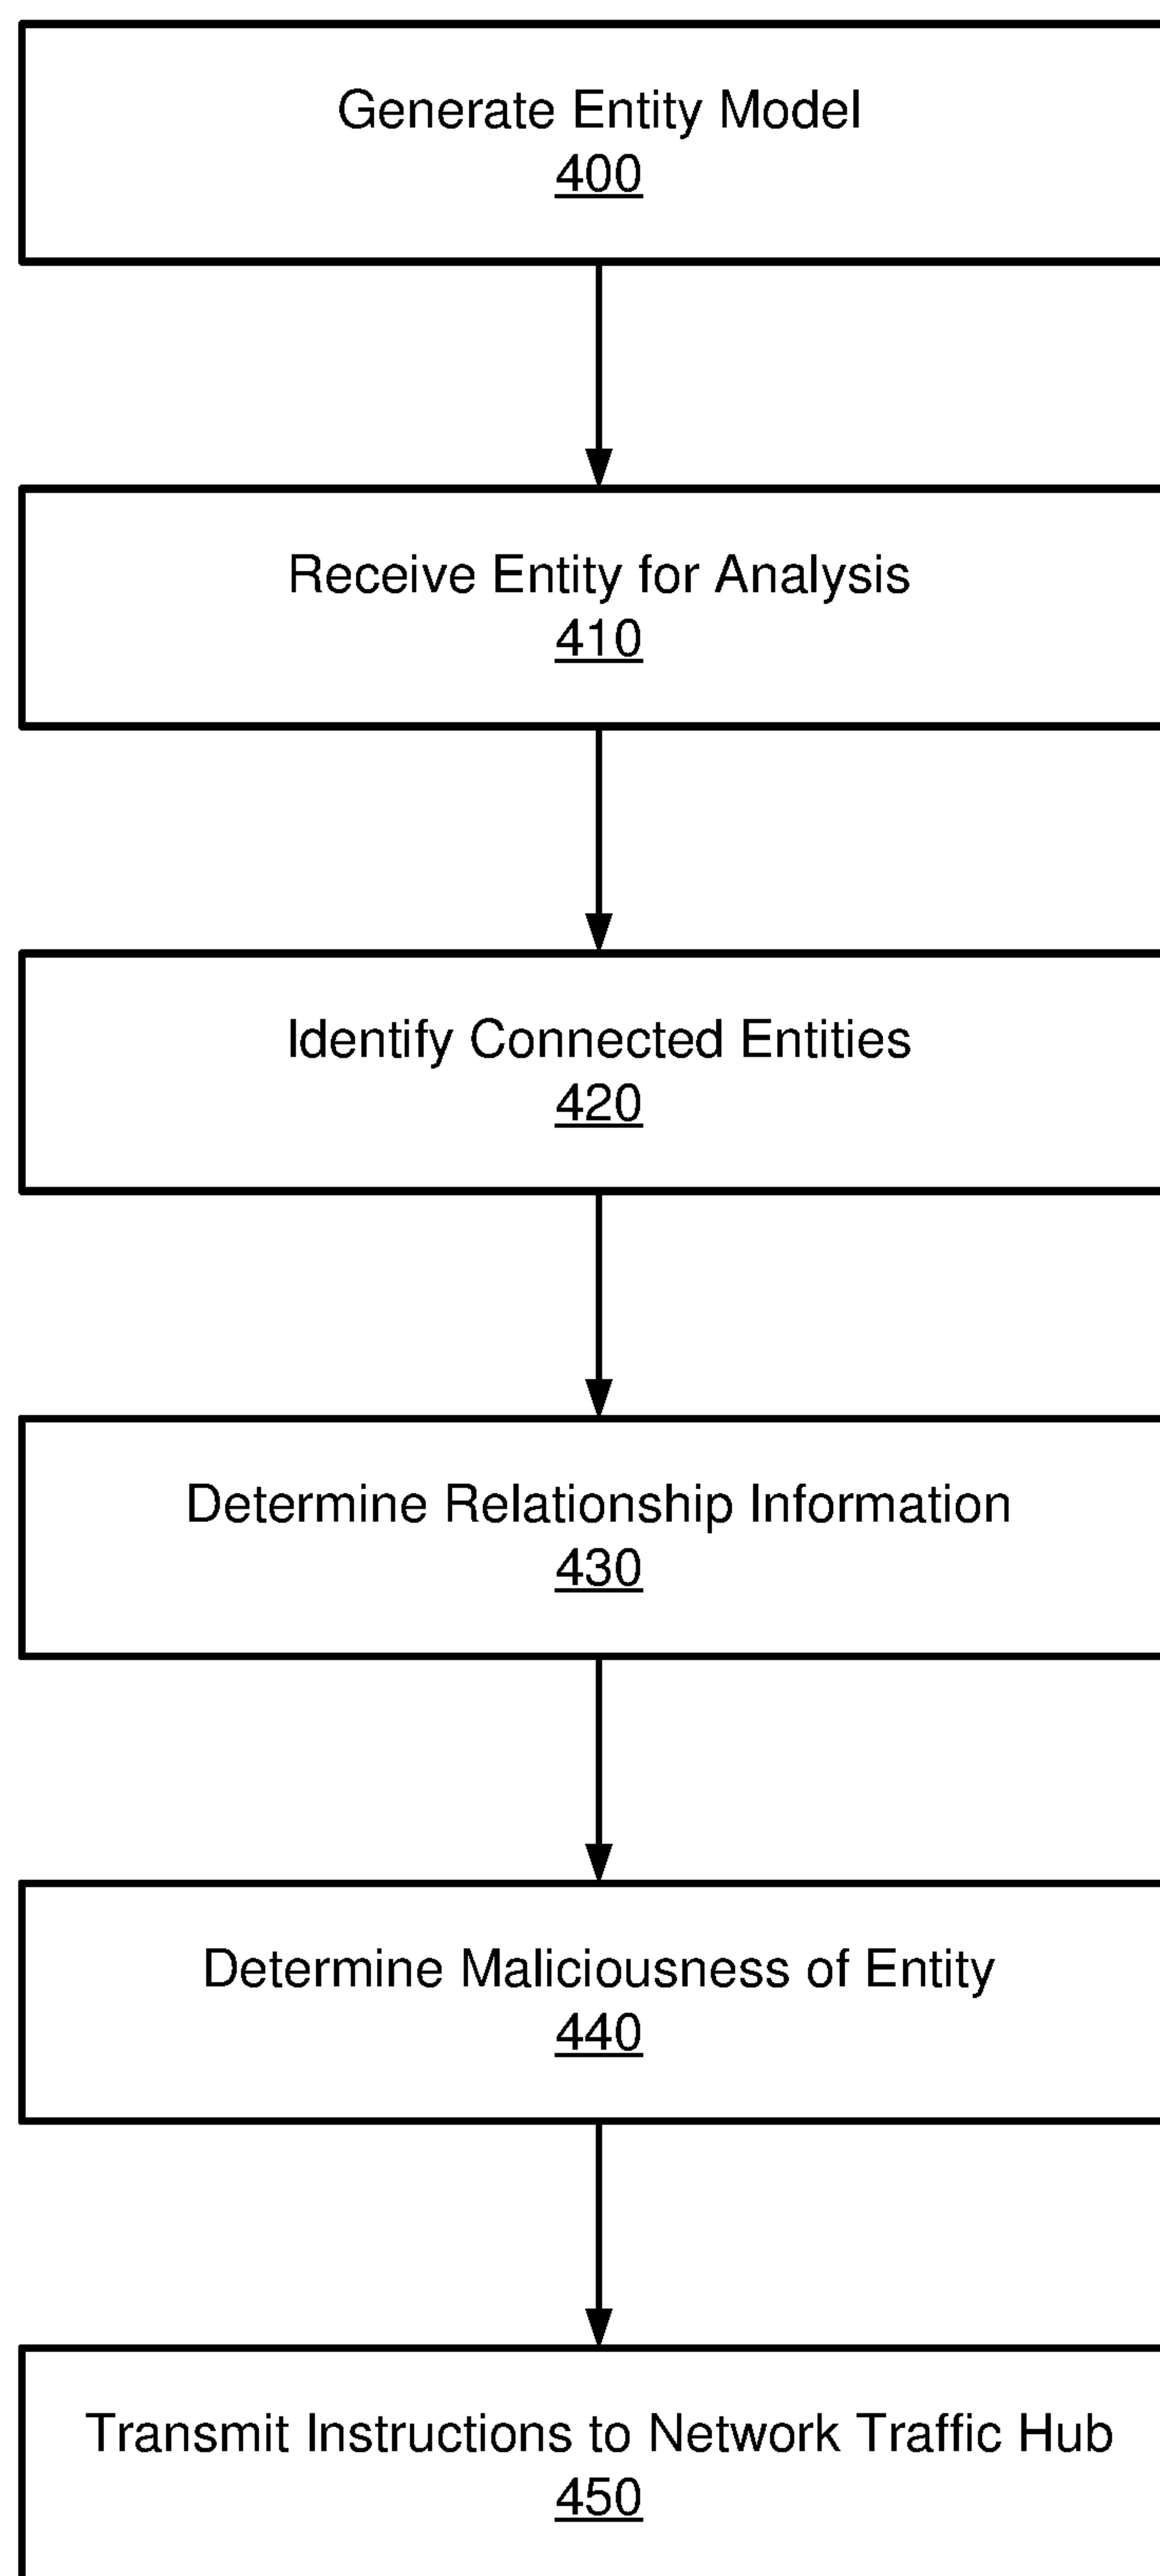 Generate Entity Model
400
Receive Entity for Analysis
410
Identify Connected Entities
420
Determine Relationship Information
430
Determine Maliciousness of Entity
440
Transmit Instructions to Network Traffic Hub
450